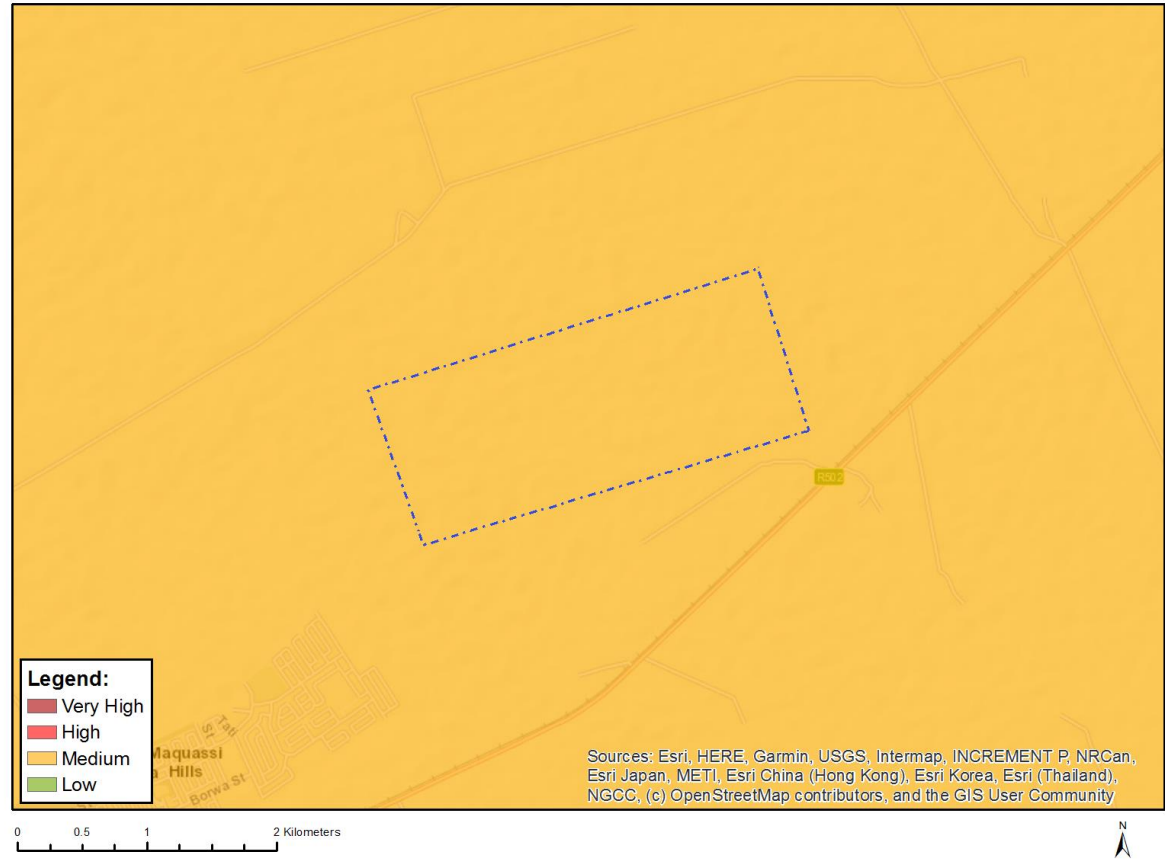 R502
Legend:
Very High
High
Medium
Low
Tati
St
Maquassi
a Hills
Borwa St
Sources: Esri, HERE, Garmin, USGS, Intermap, INCREMENT P, NRCan,
Esri Japan, METI, Esri China (Hong Kong), Esri Korea, Esri (Thailand),
NGCC, (c) OpenStreetMap contributors, and the GIS User Community
0 0.5 1 2 Kilometers
N